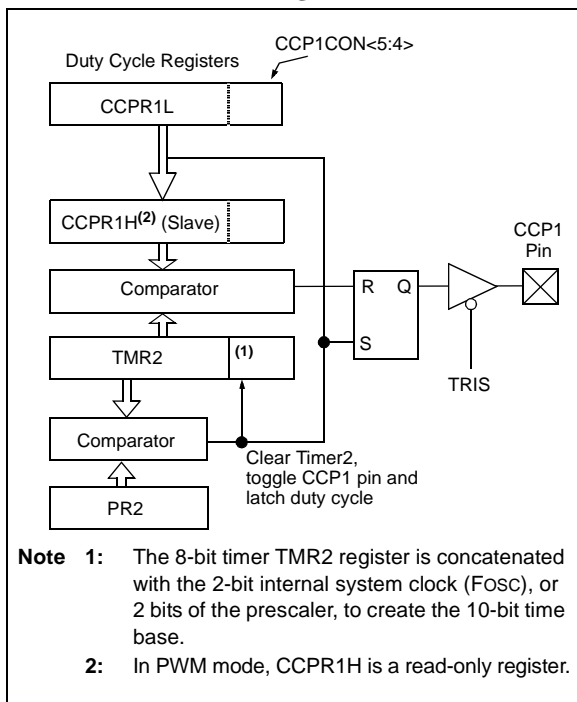 CCP1CON<5:4>
Duty Cycle Registers
CCPR1L
CCPR1H(2) (Slave)
CCP1
Pin
Comparator
R Q
S
TMR2 (1)
TRIS
Comparator
Clear Timer2,
toggle CCP1 pin and
latch duty cycle
PR2
Note 1: The 8-bit timer TMR2 register is concatenated
with the 2-bit internal system clock (FOSC), or
2 bits of the prescaler, to create the 10-bit time
base.
2: In PWM mode, CCPR1H is a read-only register.